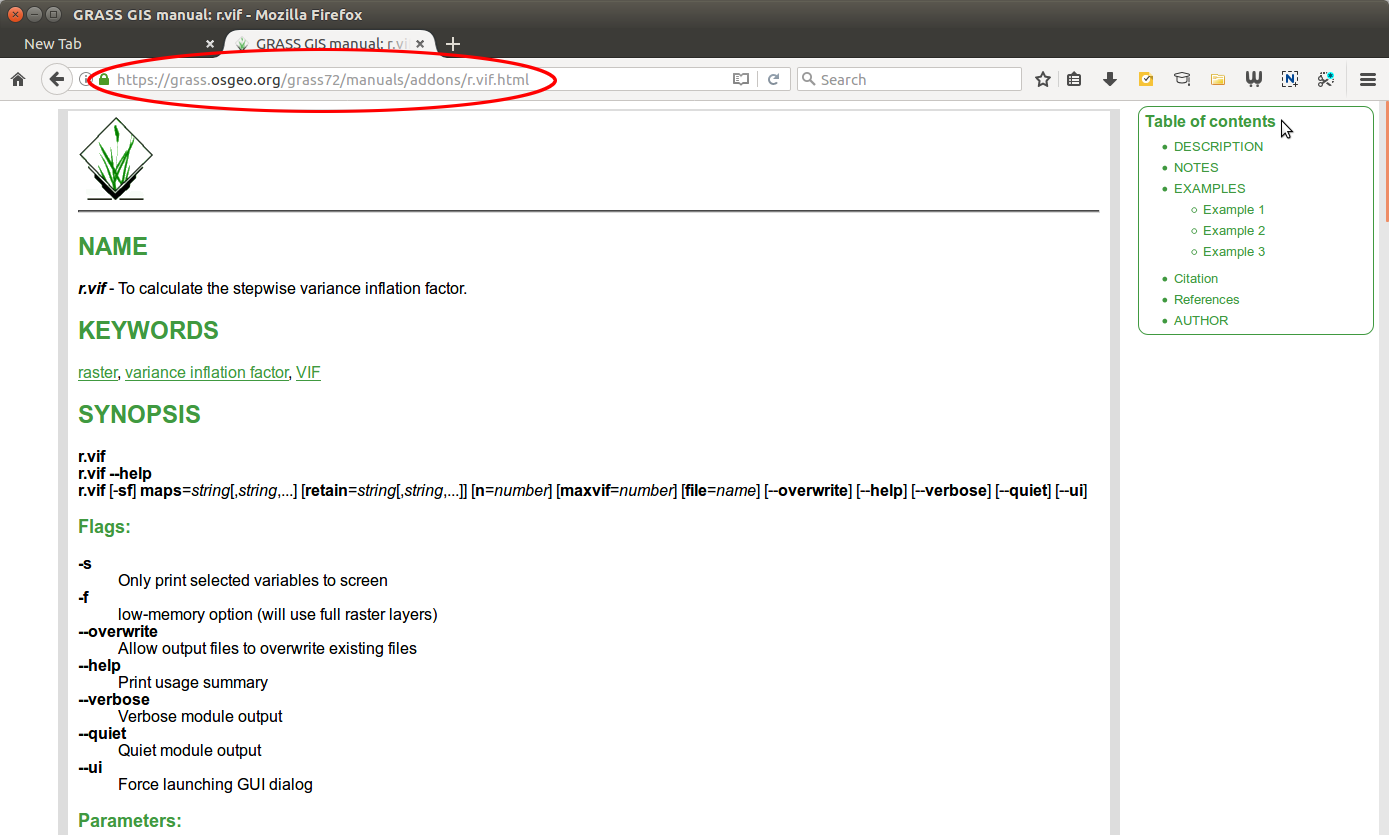 GRASS GIS manual: r.vif - Mozilla Firefox
New Tab
GRASS GIS manual: r.vi
https://grass.osgeo.org/grass72/manuals/addons/r.vif.html
Search
NAME
r.vif - To calculate the stepwise variance inflation factor.
KEYWORDS
raster, variance inflation factor, VIF
SYNOPSIS
r.vif
r.vif --help
r.vif [-sf] maps=string[,string,...] [retain=string[,string,...]] [n=number] [maxvif=number] [file=name] [--overwrite] [--help] [--verbose] [--quiet] [--ui]
Flags:
-s
Only print selected variables to screen
-f
low-memory option (will use full raster layers)
--overwrite
Allow output files to overwrite existing files
--help
Print usage summary
--verbose
Verbose module output
--quiet
Quiet module output
--ui
Force launching GUI dialog
Parameters:
Table of contents
DESCRIPTION
NOTES
EXAMPLES
Example 1
Example 2
Example 3
Citation
References
AUTHOR